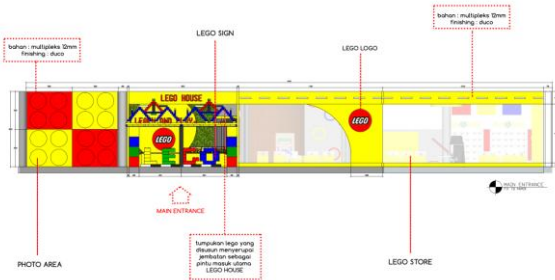 LEGO SIGN
bahan : multipleks 12mm
finishing : duco
bahan : multipleks 12mm
finishing : duco
LEGO LOGO
LEGO HOUSE
LEGO
LEGO
LEGO
MAIN ENTRANCE
MAIN ENTRANCE
tumpukan lego yang
disusun menyerupai
jembatan sebagai
pintu masuk utama
LEGO HOUSE
PHOTO AREA
LEGO STORE